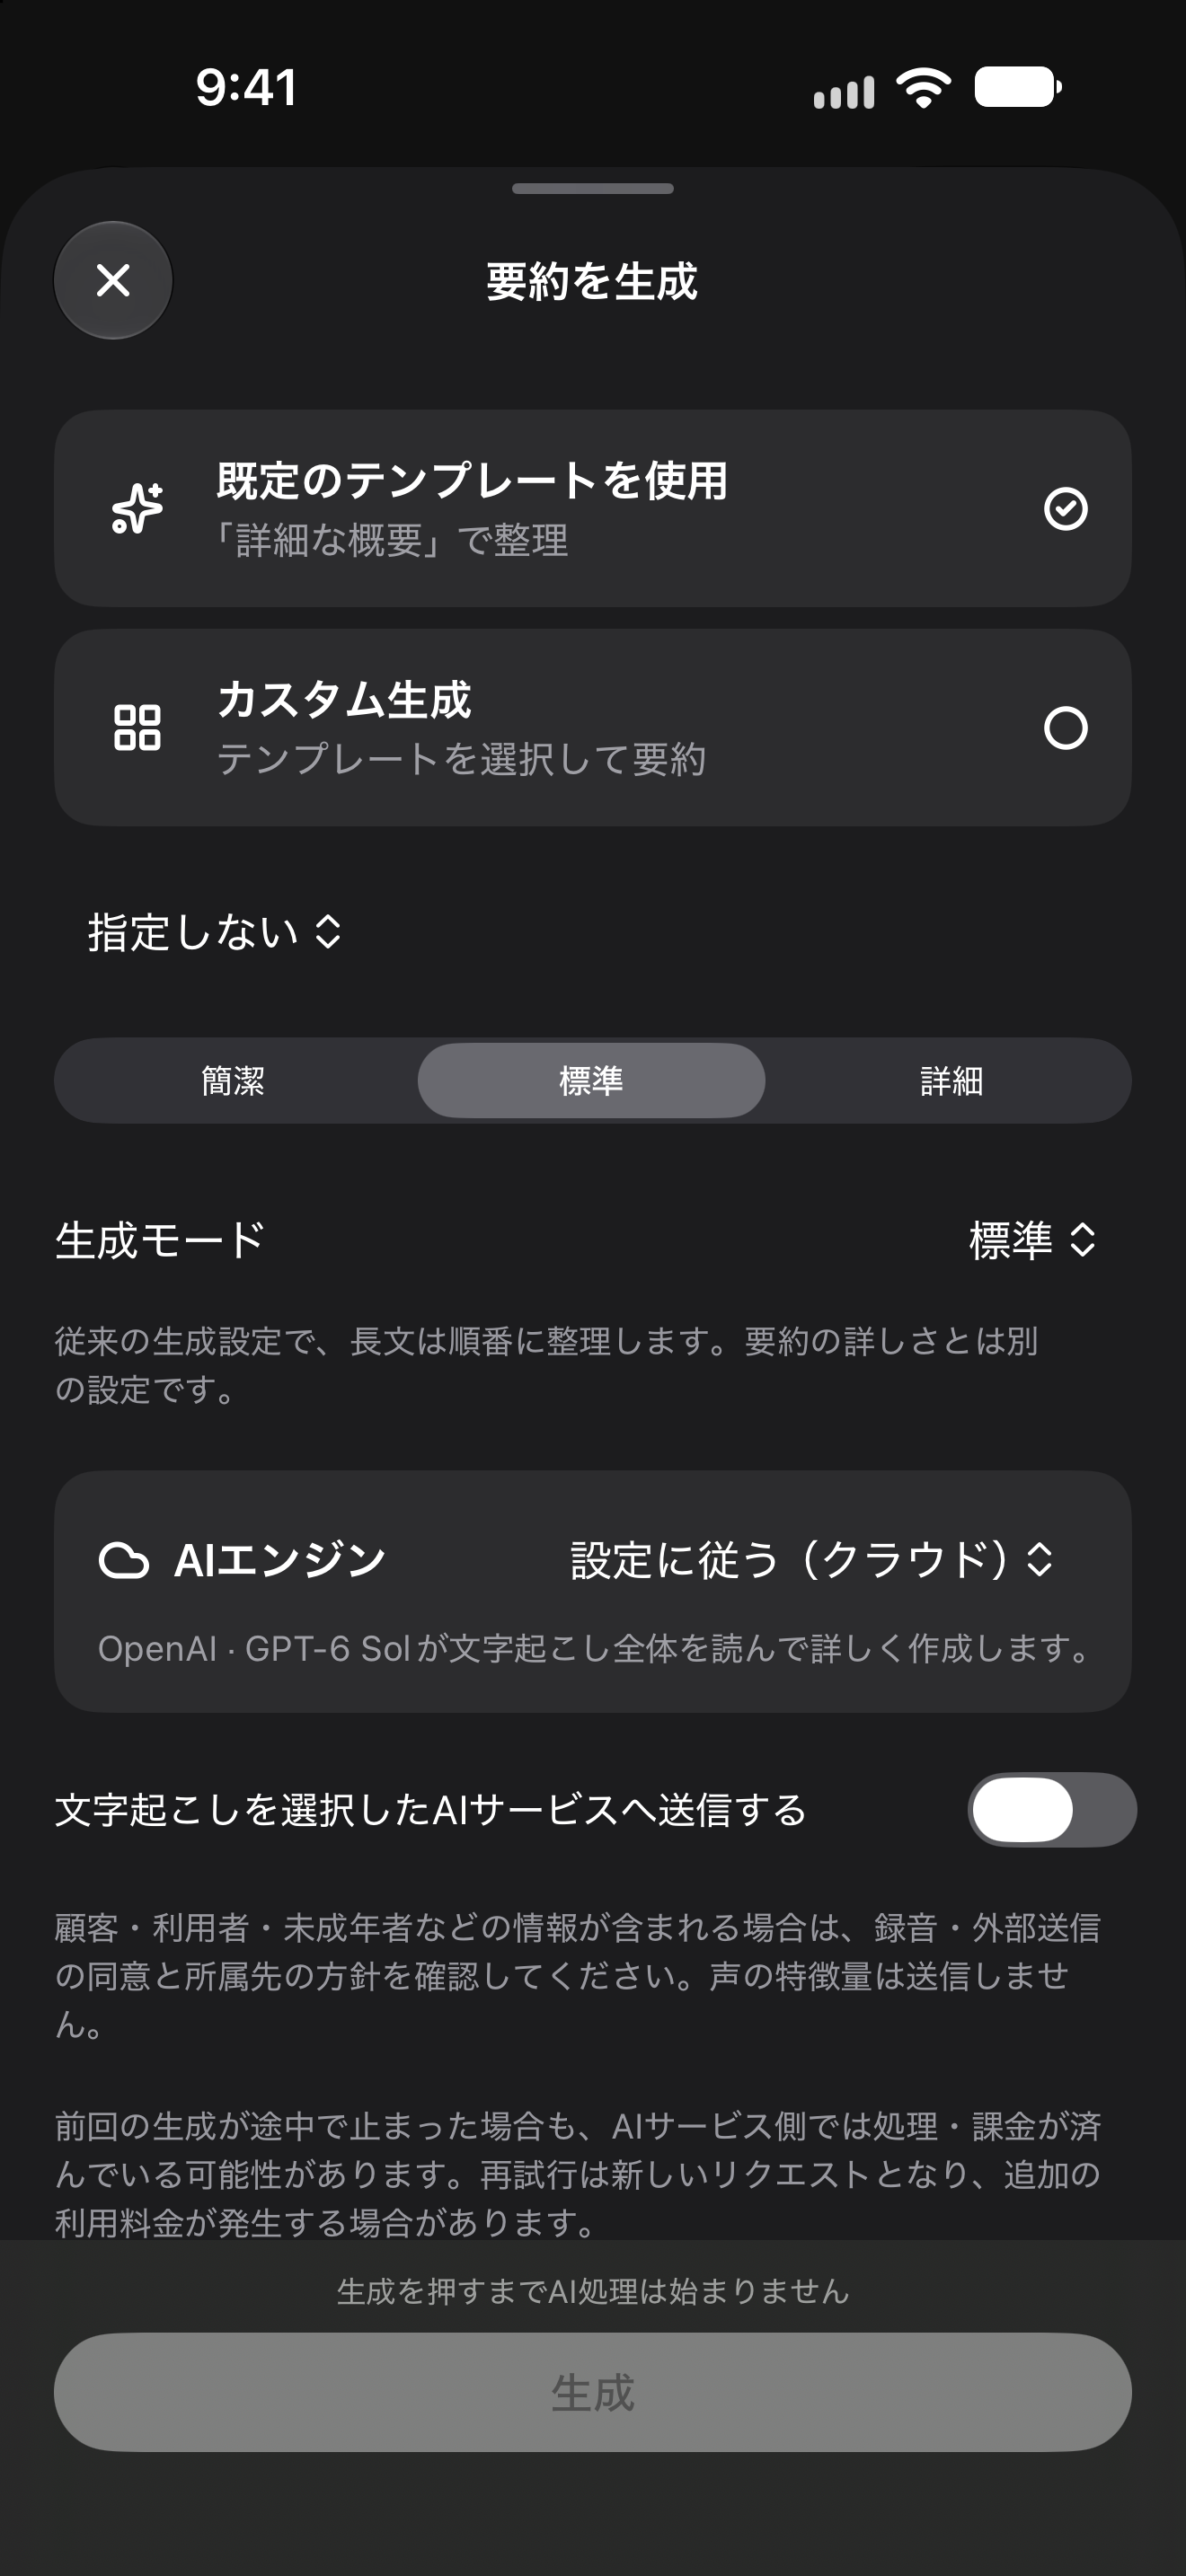 9:41
要約を生成
既定のテンプレートを使用
「詳細な概要」で整理
カスタム生成
テンプレートを選択して要約
指定しない
簡潔 標準 詳細
生成モード 標準
従来の生成設定で、長文は順番に整理します。要約の詳しさとは別
の設定です。
AIエンジン 設定に従う（クラウド）
OpenAI · GPT-6 Solが文字起こし全体を読んで詳しく作成します。
文字起こしを選択したAIサービスへ送信する
顧客・利用者・未成年者などの情報が含まれる場合は、録音・外部送信
の同意と所属先の方針を確認してください。声の特徴量は送信しませ
ん。
前回の生成が途中で止まった場合も、AIサービス側では処理・課金が済
んでいる可能性があります。再試行は新しいリクエストとなり、追加の
利用料金が発生する場合があります。
生成を押すまでAI処理は始まりません
生成